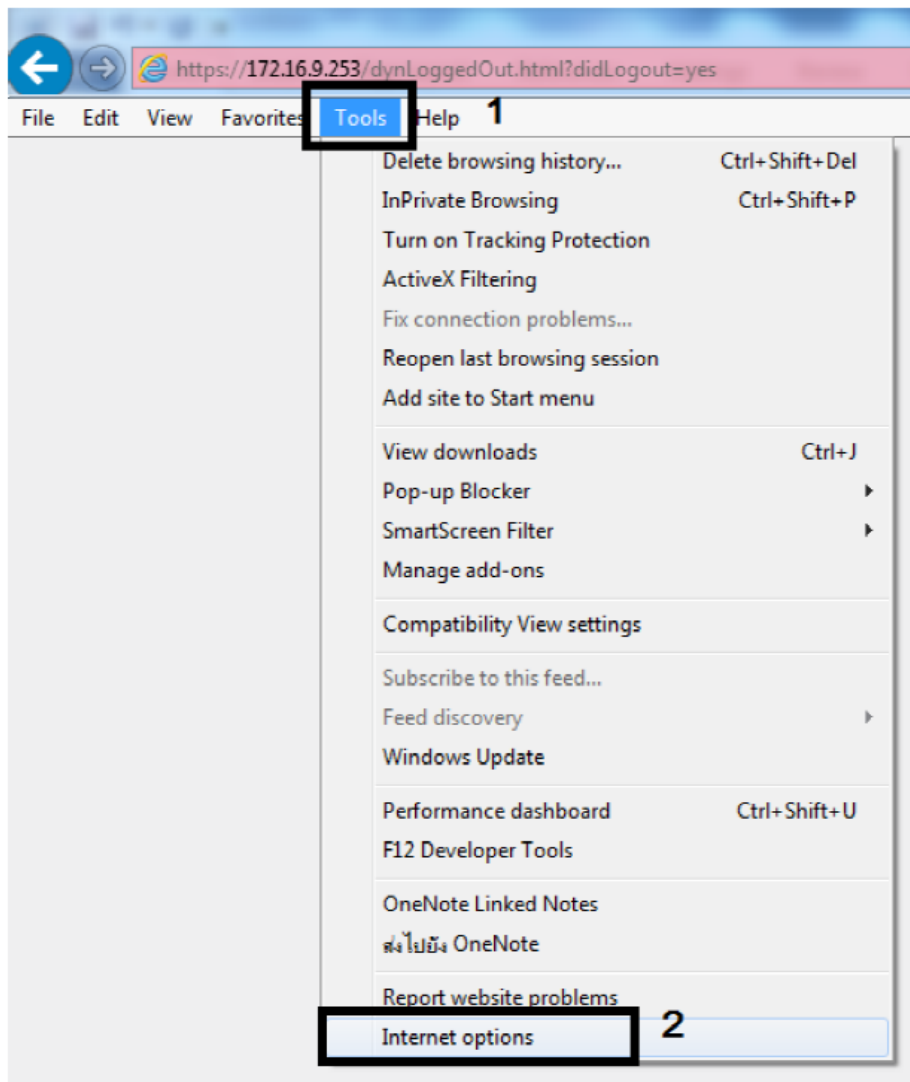 https://172.16.9.253/dynLoggedOut.html?didLogout=yes
File Edit View Favorites Tools Help 1
Delete browsing history... Ctrl+Shift+Del
InPrivate Browsing Ctrl+Shift+P
Turn on Tracking Protection
ActiveX Filtering
Fix connection problems...
Reopen last browsing session
Add site to Start menu
View downloads Ctrl+J
Pop-up Blocker
SmartScreen Filter
Manage add-ons
Compatibility View settings
Subscribe to this feed...
Feed discovery
Windows Update
Performance dashboard Ctrl+Shift+U
F12 Developer Tools
OneNote Linked Notes
ส่งไปยัง OneNote
Report website problems
Internet options 2